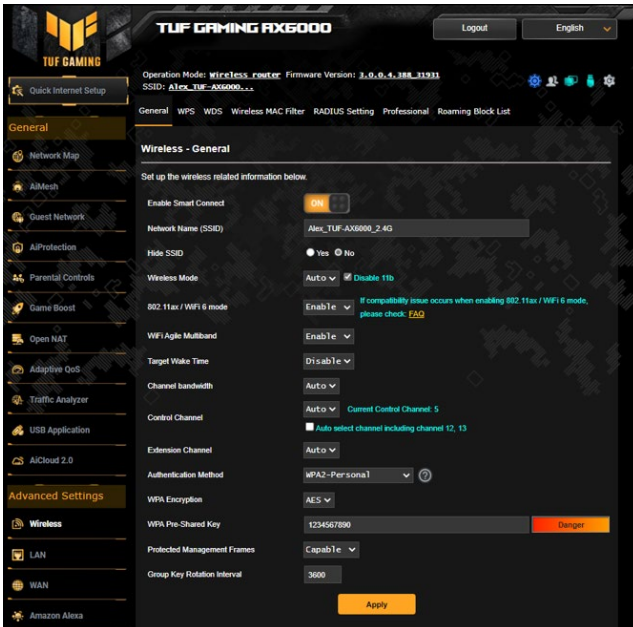 TUF GAMING AX6000
Logout
English
TUF GAMING
Operation Mode: Wireless router Firmware Version: 3.0.0.4.388_31931
SSID: Alex_TUF-AX6000...
Quick Internet Setup
General WPS WDS Wireless MAC Filter RADIUS Setting Professional Roaming Block List
General
Network Map
AiMesh
Guest Network
AiProtection
Parental Controls
Game Boost
Open NAT
Adaptive QoS
Traffic Analyzer
USB Application
AiCloud 2.0
Advanced Settings
Wireless
LAN
WAN
Amazon Alexa
Wireless - General
Set up the wireless related information below.
Enable Smart Connect ON
Network Name (SSID) Alex_TUF-AX6000_2.4G
Hide SSID Yes No
Wireless Mode Auto Disable 11b
802.11ax / WiFi 6 mode Enable If compatibility issue occurs when enabling 802.11ax / WiFi 6 mode,
please check: FAQ
WiFi Agile Multiband Enable
Target Wake Time Disable
Channel bandwidth Auto
Control Channel Auto Current Control Channel: 5
Auto select channel including channel 12, 13
Extension Channel Auto
Authentication Method WPA2-Personal ?
WPA Encryption AES
WPA Pre-Shared Key 1234567890 Danger
Protected Management Frames Capable
Group Key Rotation Interval 3600
Apply